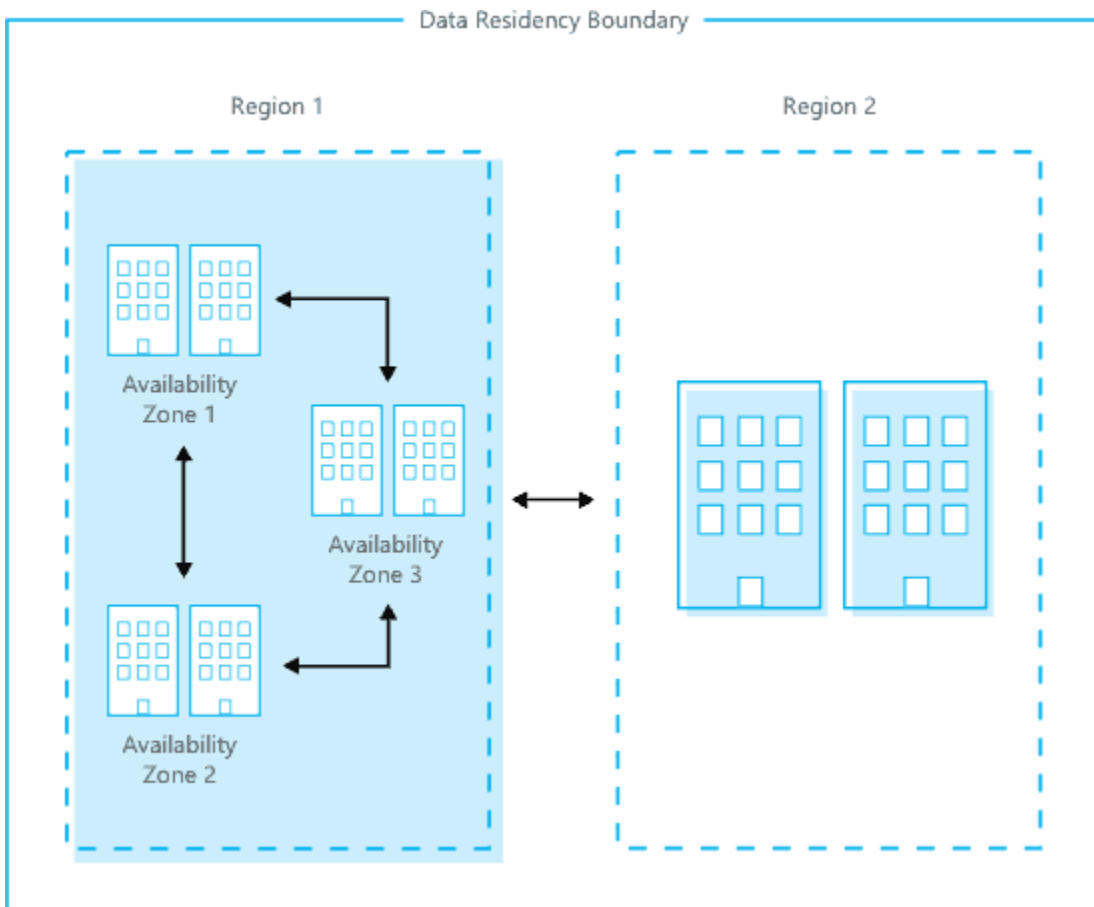 Data Residency Boundary
Region 1
Region 2
Availability
Zone 1
Availability
Zone 3
Availability
Zone 2